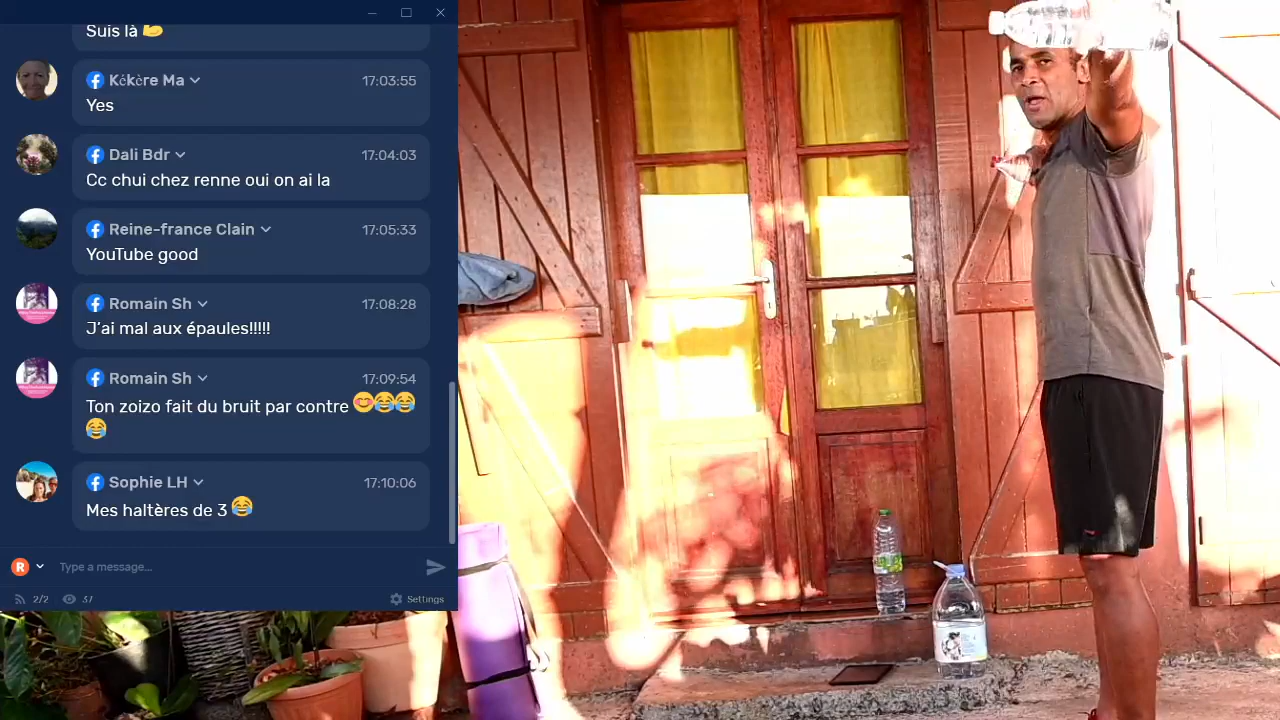 Suis là 💪
Kékère Ma 17:03:55
Yes
Dali Bdr 17:04:03
Cc chui chez renne oui on ai la
Reine-france Clain 17:05:33
YouTube good
Romain Sh 17:08:28
J'ai mal aux épaules!!!!!
Romain Sh 17:09:54
Ton zoizo fait du bruit par contre 😊😂😂
😂
Sophie LH 17:10:06
Mes haltères de 3 😂
R Type a message...
2/2 37 Settings